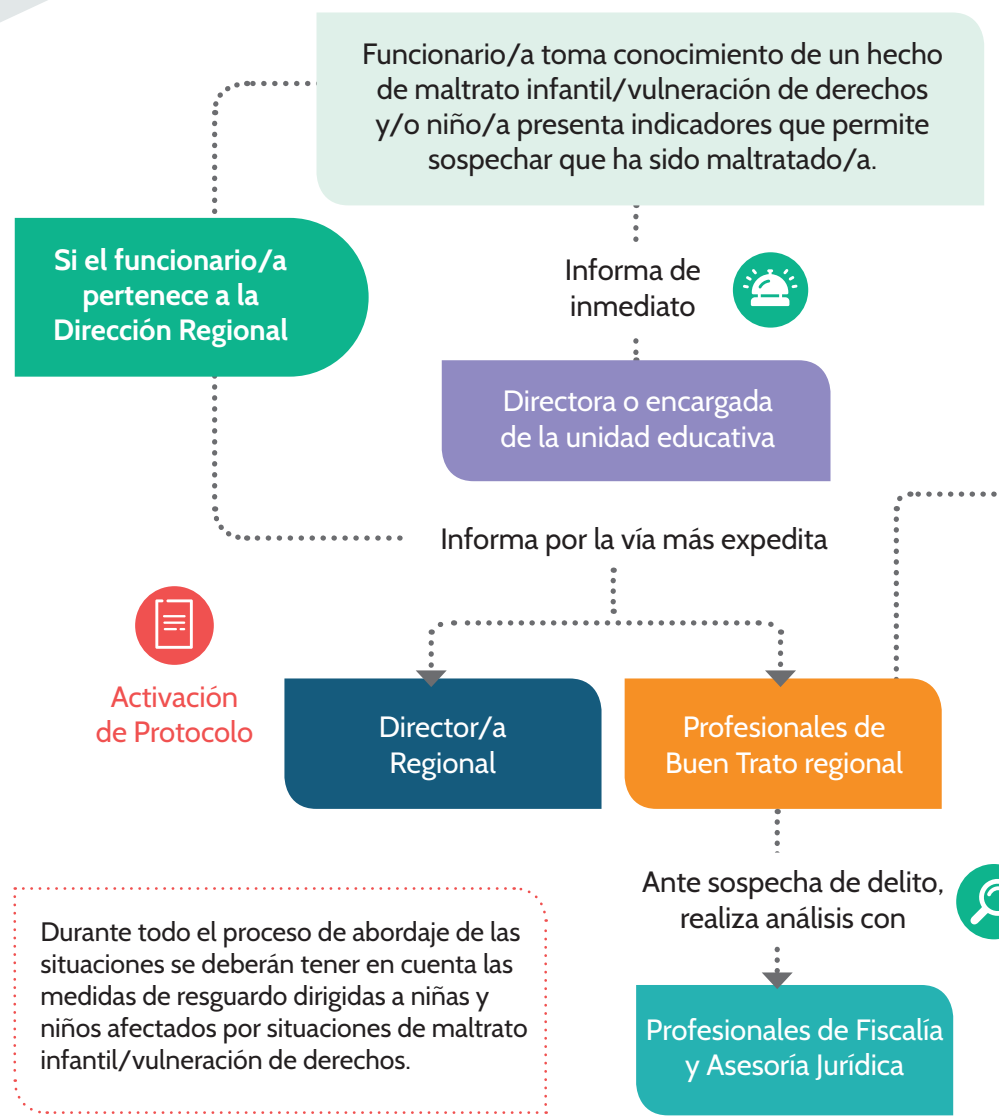 Funcionario/a toma conocimiento de un hecho
de maltrato infantil/vulneración de derechos
y/o niño/a presenta indicadores que permite
sospechar que ha sido maltratado/a.
Si el funcionario/a
pertenece a la
Dirección Regional
Informa de
inmediato
Directora o encargada
de la unidad educativa
Informa por la vía más expedita
Activación
de Protocolo
Director/a
Regional
Profesionales de
Buen Trato regional
Ante sospecha de delito,
realiza análisis con
Durante todo el proceso de abordaje de las
situaciones se deberán tener en cuenta las
medidas de resguardo dirigidas a niñas y
niños afectados por situaciones de maltrato
infantil/vulneración de derechos.
Profesionales de Fiscalía
y Asesoría Jurídica